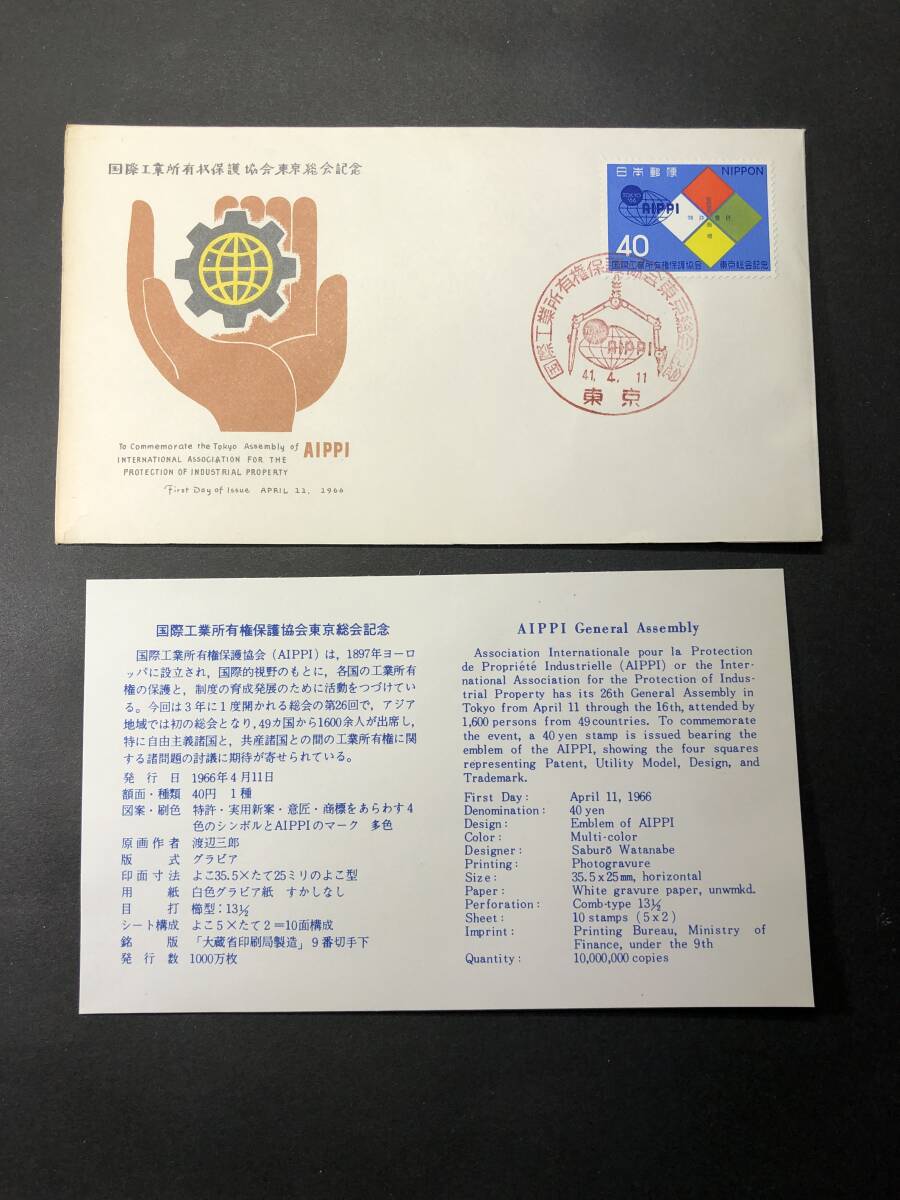 国際工業所有权保護協会東京総会記念
To Commemorate the Tokyo Assembly of AIPPI
INTERNATIONAL ASSOCIATION FOR THE
PROTECTION OF INDUSTRIAL PROPERTY
First Day of Issue APRIL 11, 1966
日本郵便 NIPPON
TOKYO '66
AIPPI
特許 意匠
商標
40
国際工業所有権保護協会 東京総会記念
国際工業所有権保護協会東京総会記念
AIPPI
41. 4. 11
東京
国際工業所有権保護協会東京総会記念
国際工業所有権保護協会(AIPPI)は,1897年ヨーロ
ッパに設立され,国際的視野のもとに,各国の工業所有
権の保護と,制度の育成発展のために活動をつづけてい
る。今回は3年に1度開かれる総会の第26回で,アジア
地域では初の総会となり,49カ国から1600余人が出席し,
特に自由主義諸国と,共産諸国との間の工業所有権に関
する諸問題の討議に期待が寄せられている。
発行日 1966年4月11日
額面・種類 40円 1種
図案・刷色 特許・実用新案・意匠・商標をあらわす4
色のシンボルとAIPPIのマーク 多色
原画作者 渡辺三郎
版式 グラビア
印面寸法 よこ35.5×たて25ミリのよこ型
用紙 白色グラビア紙 すかしなし
目打 櫛型:13½
シート構成 よこ5×たて2=10面構成
銘版 「大蔵省印刷局製造」9番切手下
発行数 1000万枚
AIPPI General Assembly
Association Internationale pour la Protection
de Propriété Industrielle (AIPPI) or the Inter-
national Association for the Protection of Indus-
trial Property has its 26th General Assembly in
Tokyo from April 11 through the 16th, attended by
1,600 persons from 49 countries. To commemorate
the event, a 40 yen stamp is issued bearing the
emblem of the AIPPI, showing the four squares
representing Patent, Utility Model, Design, and
Trademark.
First Day: April 11, 1966
Denomination: 40 yen
Design: Emblem of AIPPI
Color: Multi-color
Designer: Saburō Watanabe
Printing: Photogravure
Size: 35.5 x 25 mm, horizontal
Paper: White gravure paper, unwmkd.
Perforation: Comb-type 13½
Sheet: 10 stamps (5 x 2)
Imprint: Printing Bureau, Ministry of
Finance, under the 9th
Quantity: 10,000,000 copies